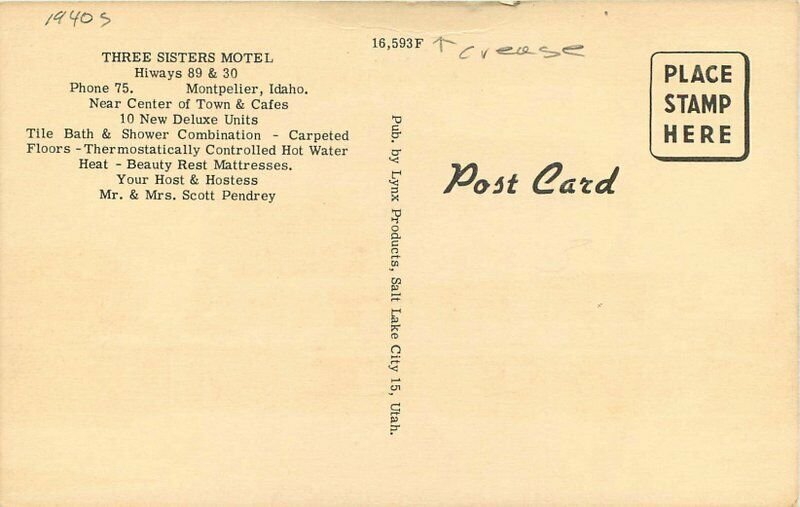 1940s
16,593F ↑ crease
THREE SISTERS MOTEL
Hiways 89 & 30
Phone 75. Montpelier, Idaho.
Near Center of Town & Cafes
10 New Deluxe Units
Tile Bath & Shower Combination - Carpeted
Floors - Thermostatically Controlled Hot Water
Heat - Beauty Rest Mattresses.
Your Host & Hostess
Mr. & Mrs. Scott Pendrey
Pub. by Lynx Products, Salt Lake City 15, Utah.
Post Card
PLACE
STAMP
HERE